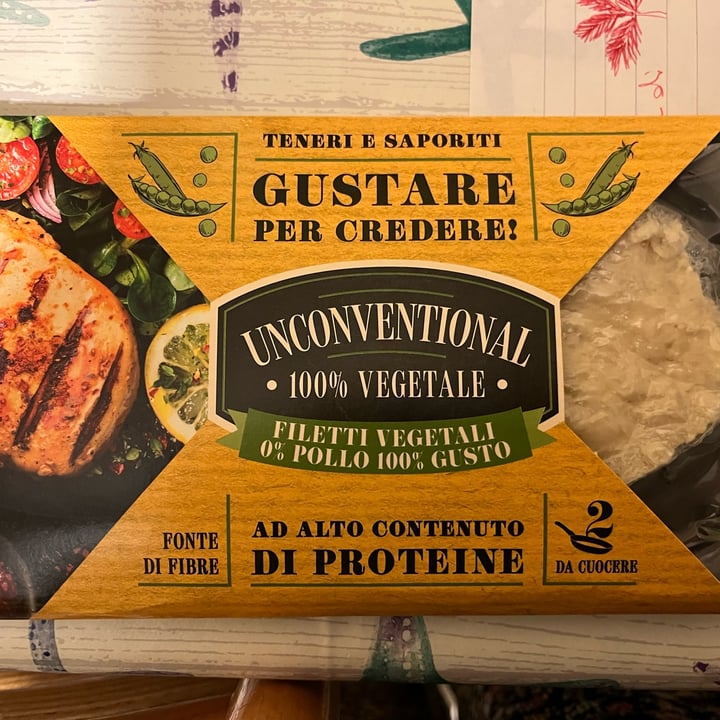 TENERI E SAPORITI
GUSTARE
PER CREDERE!
UNCONVENTIONAL
• 100% VEGETALE •
FILETTI VEGETALI
0% POLLO 100% GUSTO
FONTE
DI FIBRE
AD ALTO CONTENUTO
DI PROTEINE
2
DA CUOCERE